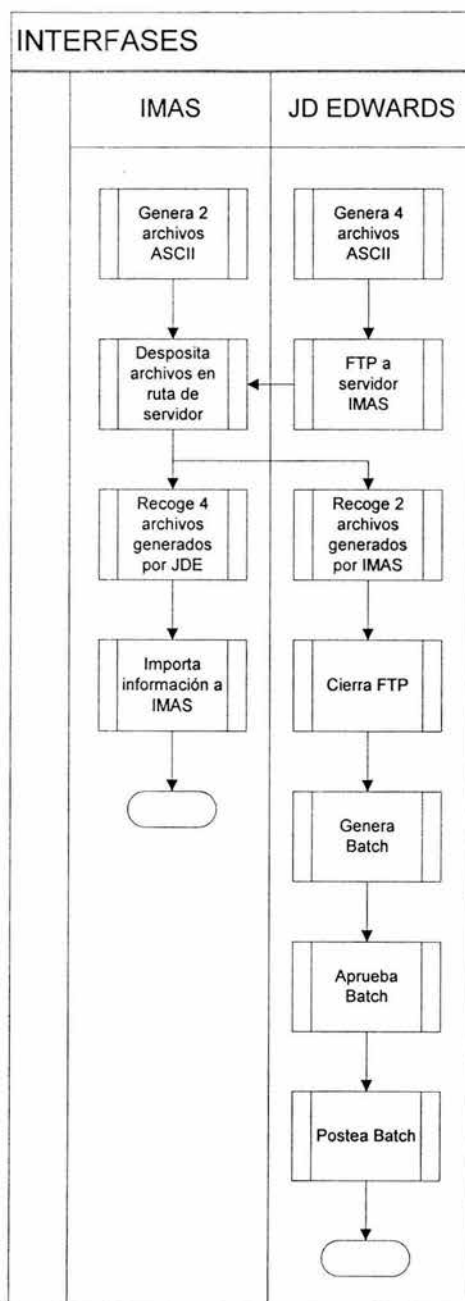 INTERFASES
IMAS
JD EDWARDS
Genera 2
archivos
ASCII
Genera 4
archivos
ASCII
Desposita
archivos en
ruta de
servidor
FTP a
servidor
IMAS
Recoge 4
archivos
generados
por JDE
Recoge 2
archivos
generados
por IMAS
Importa
información a
IMAS
Cierra FTP
Genera
Batch
Aprueba
Batch
Postea Batch